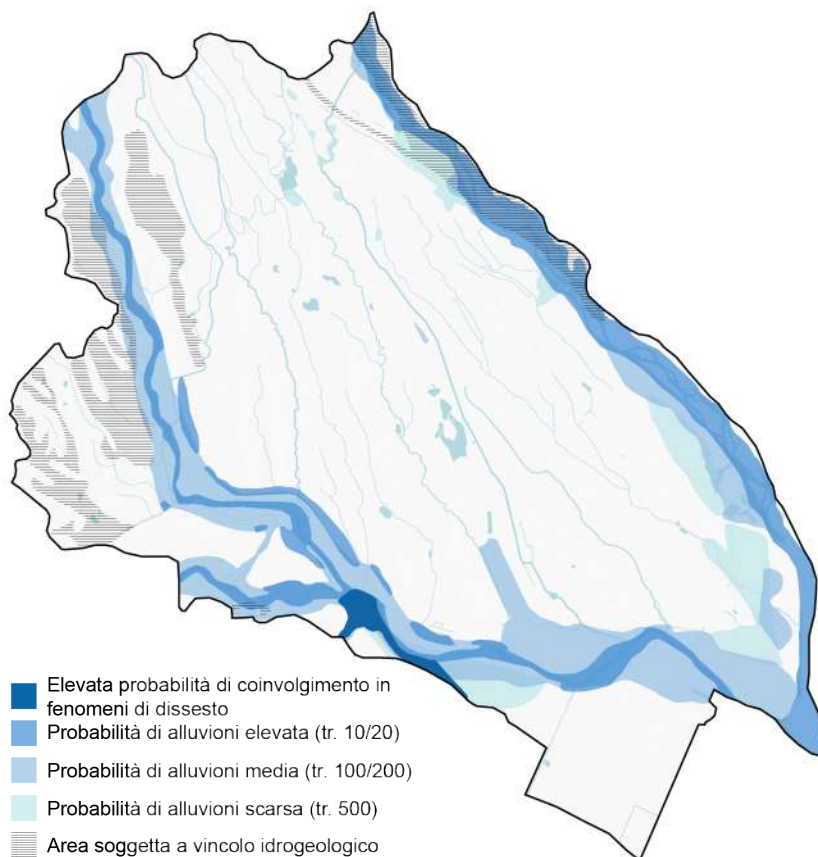 Elevata probabilità di coinvolgimento in
fenomeni di dissesto
Probabilità di alluvioni elevata (tr. 10/20)
Probabilità di alluvioni media (tr. 100/200)
Probabilità di alluvioni scarsa (tr. 500)
Area soggetta a vincolo idrogeologico